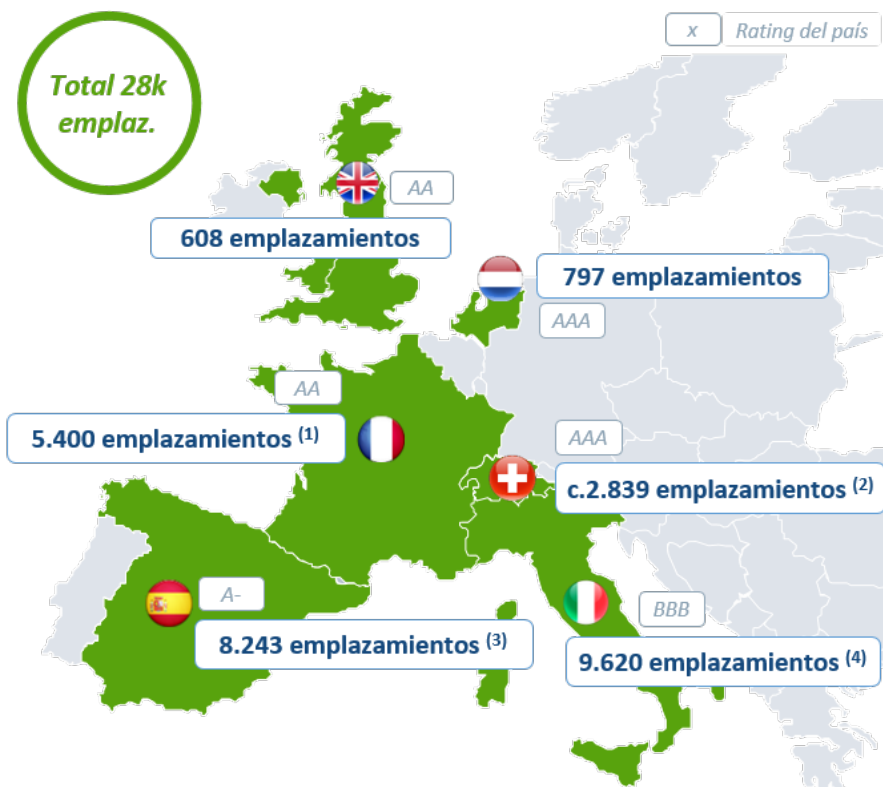 x Rating del país
Total 28k
emplaz.
AA
608 emplazamientos
797 emplazamientos
AAA
AA
5.400 emplazamientos (1)
AAA
c.2.839 emplazamientos (2)
A-
8.243 emplazamientos (3)
BBB
9.620 emplazamientos (4)